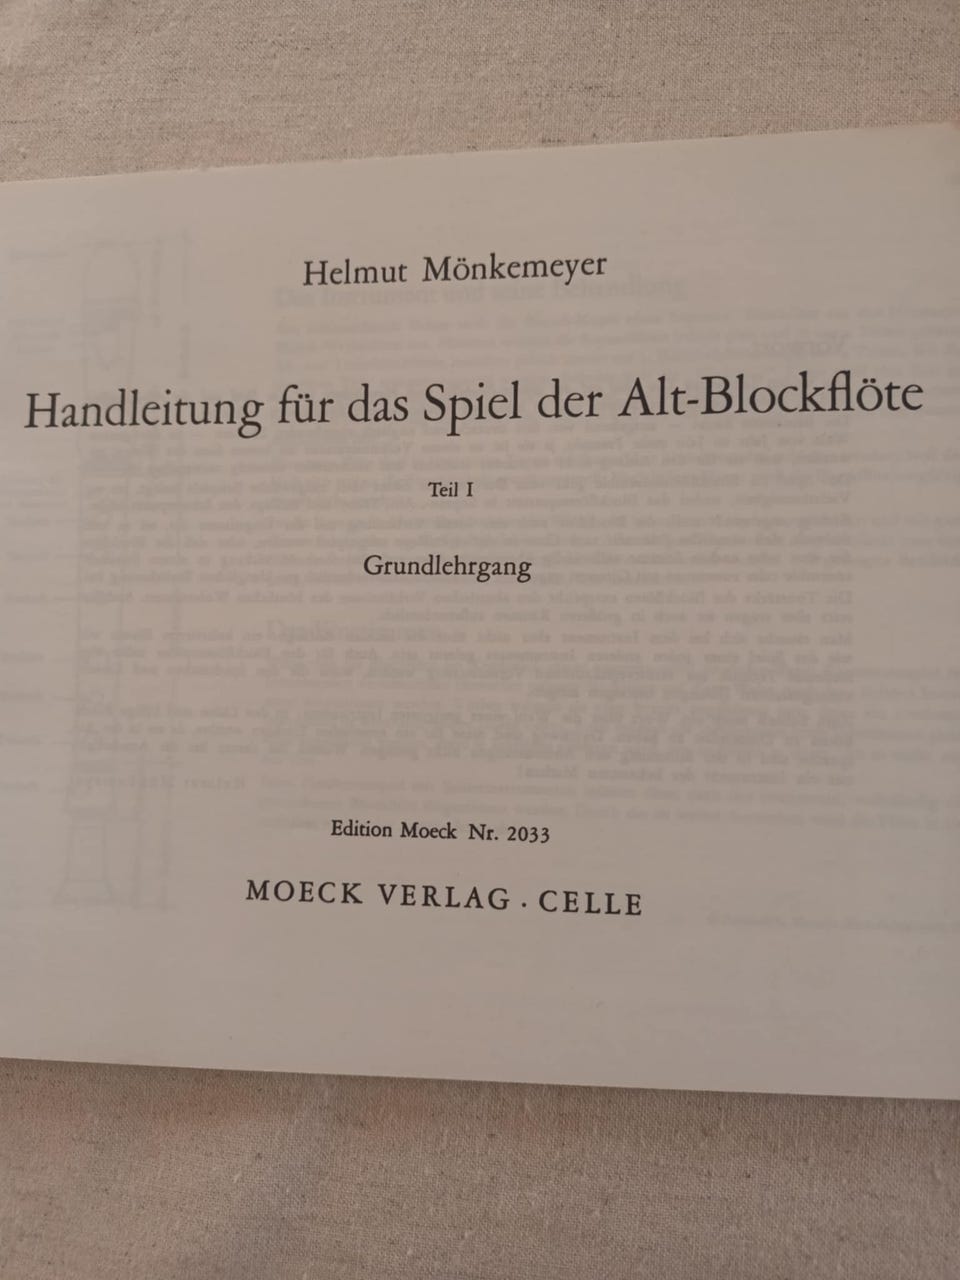 Helmut Mönkemeyer
Handleitung für das Spiel der Alt-Blockflöte
Teil I
Grundlehrgang
Edition Moeck Nr. 2033
MOECK VERLAG · CELLE